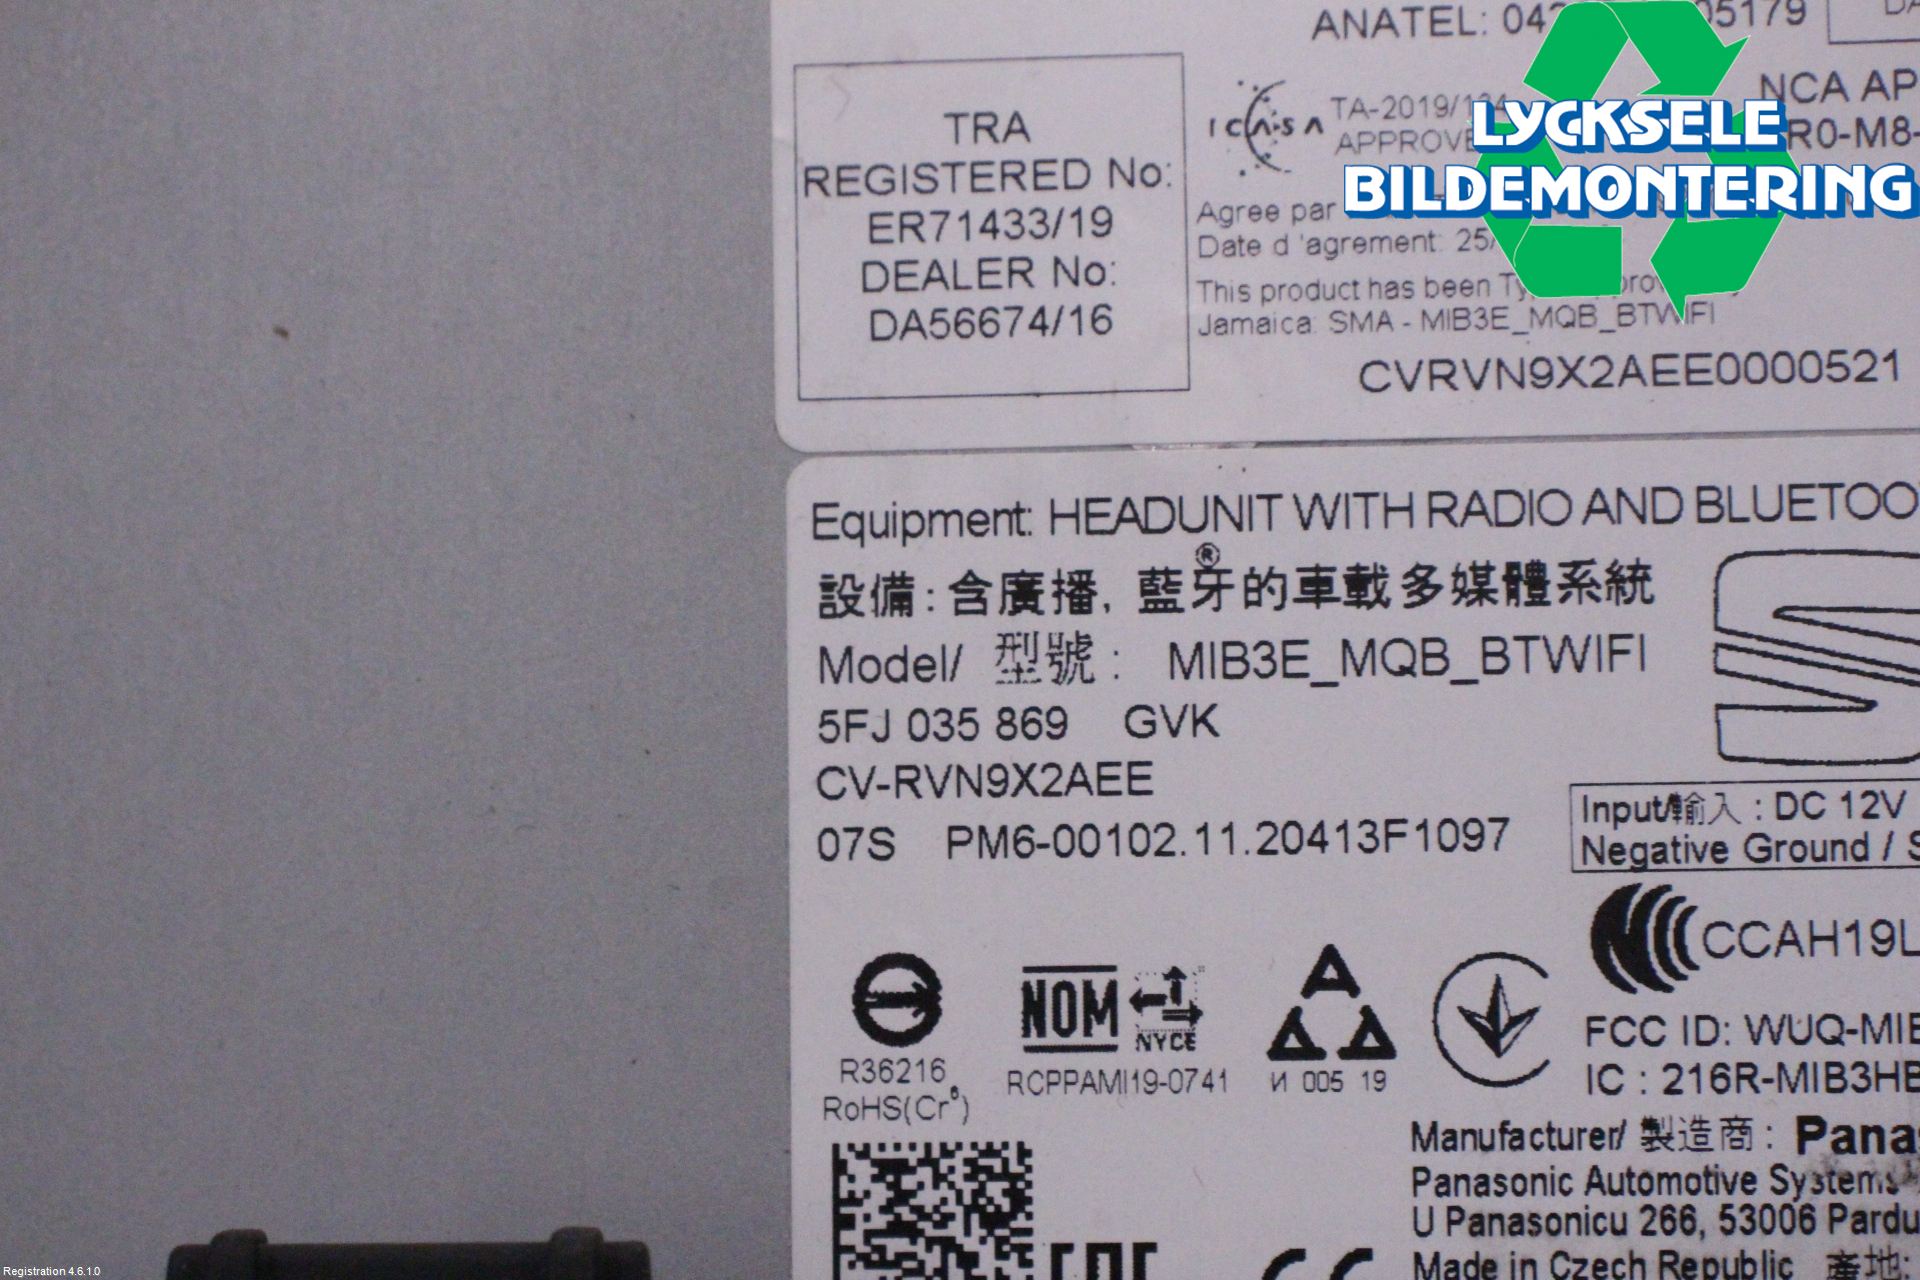 ANATEL: 04 05179
TRA
REGISTERED No:
ER71433/19
DEALER No:
DA56674/16
ICASA
TA-2019/
APPROVE
NCA AP
R0-M8-
LYCKSELE
BILDEMONTERING
Agree par
Date d 'agrement: 25/
This product has been
Jamaica: SMA - MIB3E_MQB_BTWIFI
CVRVN9X2AEE0000521
Equipment: HEADUNIT WITH RADIO AND BLUETOO
設備: 含廣播, 藍牙®的車載多媒體系統
Model/ 型號 : MIB3E_MQB_BTWIFI
5FJ 035 869 GVK
CV-RVN9X2AEE
07S PM6-00102.11.20413F1097
Input/輸入 : DC 12V
Negative Ground / S
CCAH19L
R36216
RoHS(Cr⁶)
NOM
NYCE
RCPPAMI19-0741
И 005 19
FCC ID: WUQ-MIB
IC : 216R-MIB3HB
Manufacturer/ 製造商 : Pana
Panasonic Automotive Systems
U Panasonicu 266, 53006 Pardu
Made in Czech Republic 產地:
Registration 4.6.1.0